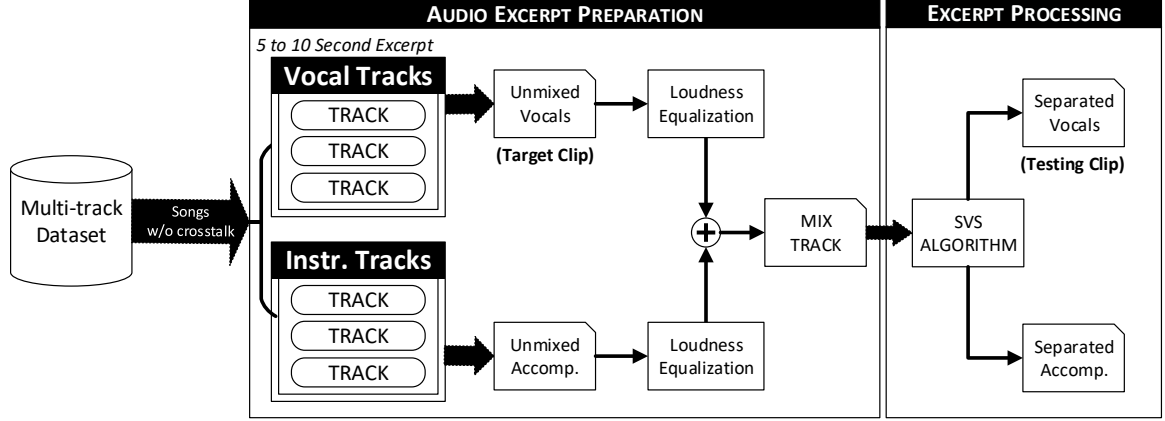 AUDIO EXCERPT PREPARATION
EXCERPT PROCESSING
5 to 10 Second Excerpt
Vocal Tracks
TRACK
TRACK
TRACK
Unmixed
Vocals
(Target Clip)
Loudness
Equalization
Separated
Vocals
(Testing Clip)
Multi-track
Dataset
Songs
w/o crosstalk
MIX
TRACK
SVS
ALGORITHM
Instr. Tracks
TRACK
TRACK
TRACK
Unmixed
Accomp.
Loudness
Equalization
Separated
Accomp.